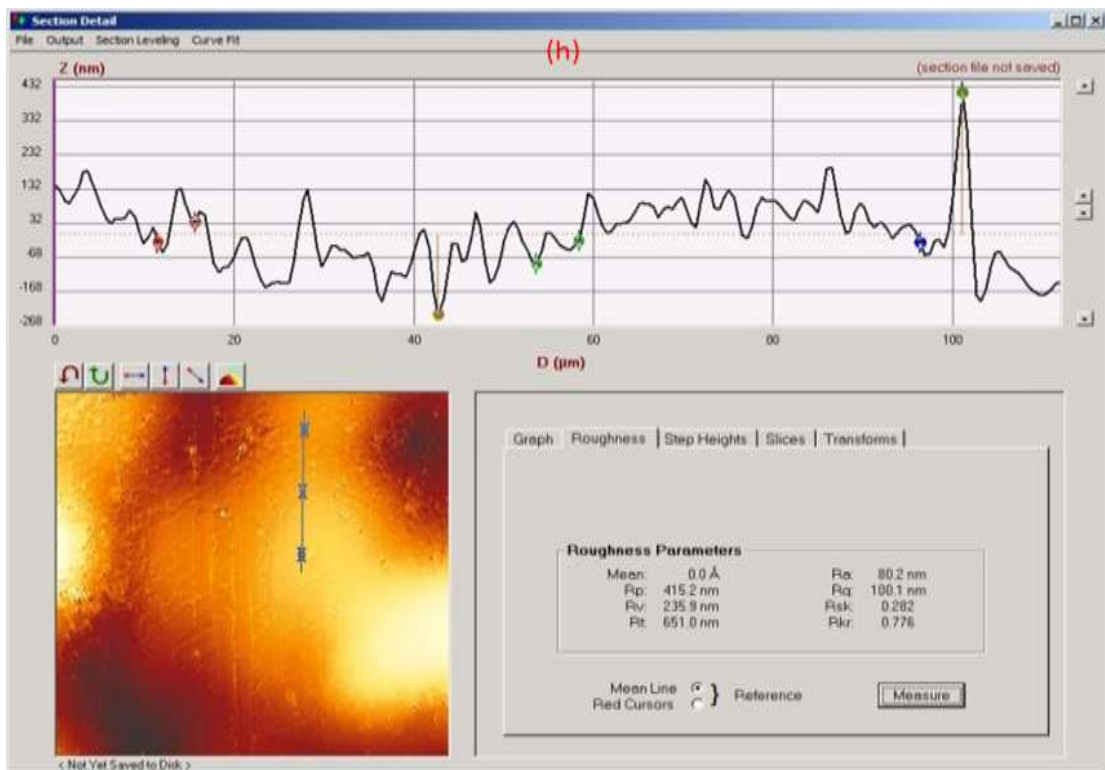 Section Detail
File Output Section Leveling Curve Fit
(h)
Z (nm)
(section file not saved)
432
332
232
132
32
-68
-168
-268
0 20 40 60 80 100
D (µm)
Graph Roughness Step Heights Slices Transforms
Roughness Parameters
Mean: 0.0 Å Ra: 80.2 nm
Rp: 415.2 nm Rq: 100.1 nm
Rv: 235.9 nm Rsk: 0.282
Rt: 651.0 nm Rkr: 0.776
Mean Line } Reference Measure
Red Cursors
< Not Yet Saved to Disk >